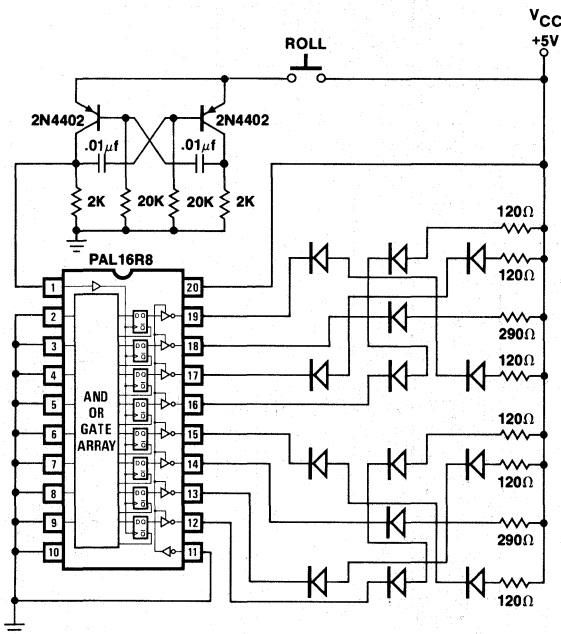 VCC
+5V
ROLL
2N4402
2N4402
.01µf
.01µf
2K
20K
20K
2K
PAL16R8
120Ω
120Ω
290Ω
120Ω
120Ω
120Ω
290Ω
120Ω
1
20
2
19
3
18
4
17
5
16
6
15
7
14
8
13
9
12
10
11
AND
OR
GATE
ARRAY
D Q
Q̅
D Q
Q̅
D Q
Q̅
D Q
Q̅
D Q
Q̅
D Q
Q̅
D Q
Q̅
D Q
Q̅